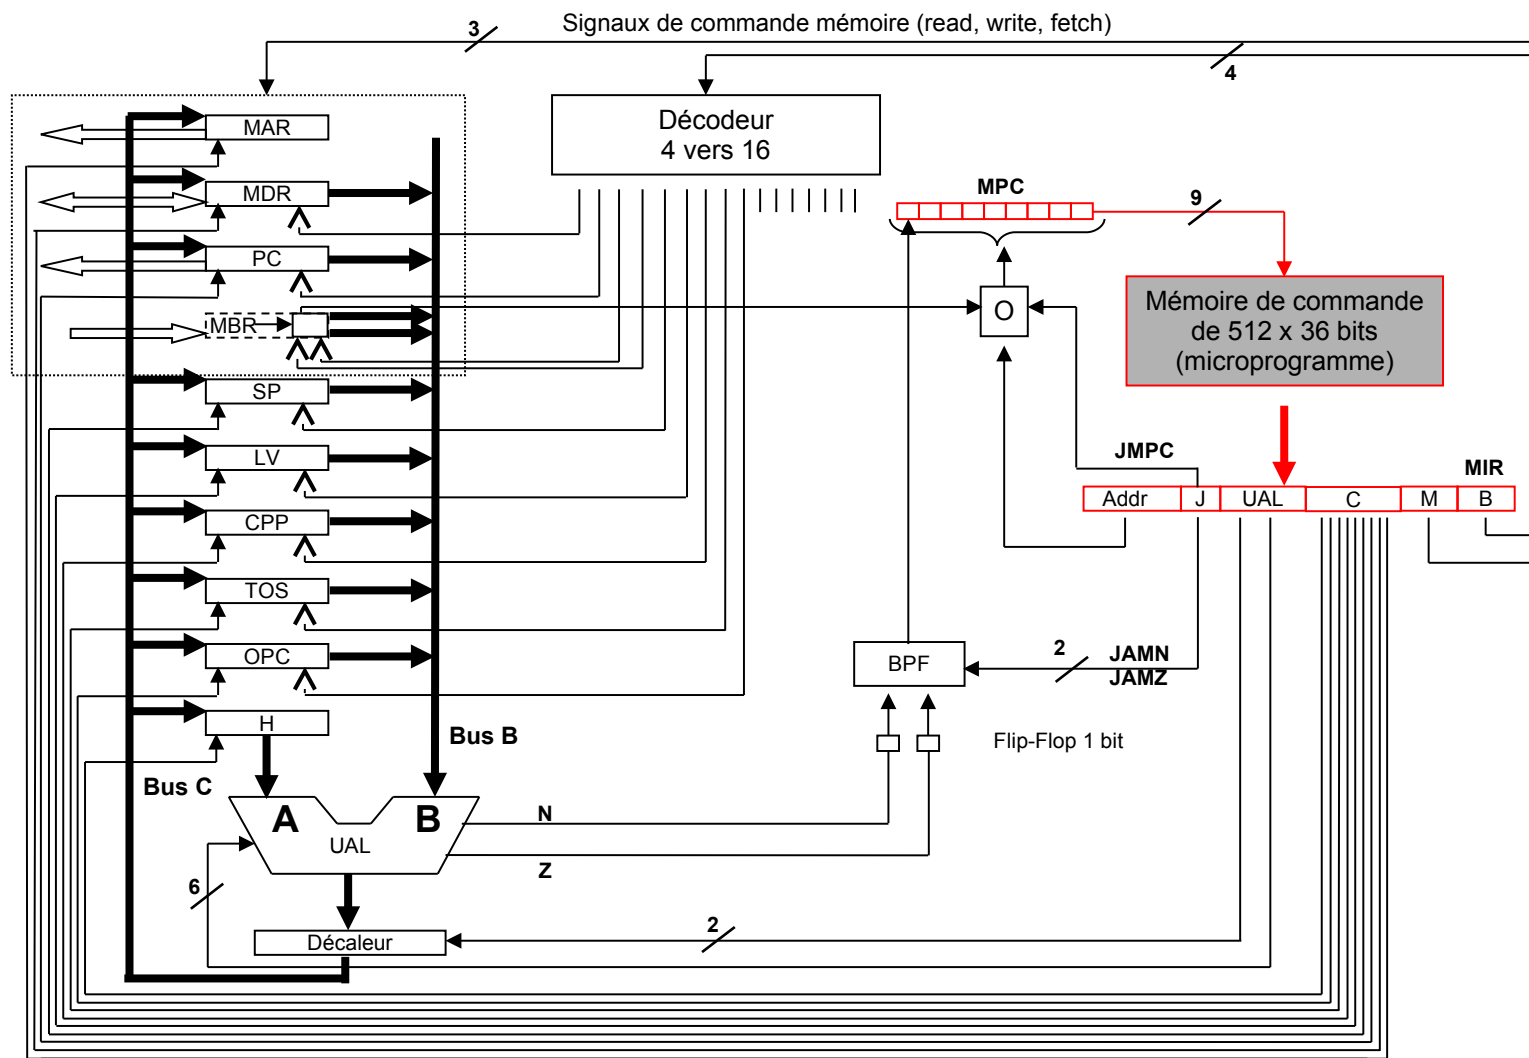 Signaux de commande mémoire (read, write, fetch)
3
4
MAR
Décodeur
4 vers 16
MDR
MPC
9
PC
MBR
O
Mémoire de commande
de 512 x 36 bits
(microprogramme)
SP
LV
JMPC
MIR
Addr
J
UAL
C
M
B
CPP
TOS
OPC
BPF
2
JAMN
JAMZ
H
Bus B
Flip-Flop 1 bit
Bus C
A
B
UAL
N
Z
6
2
Décaleur